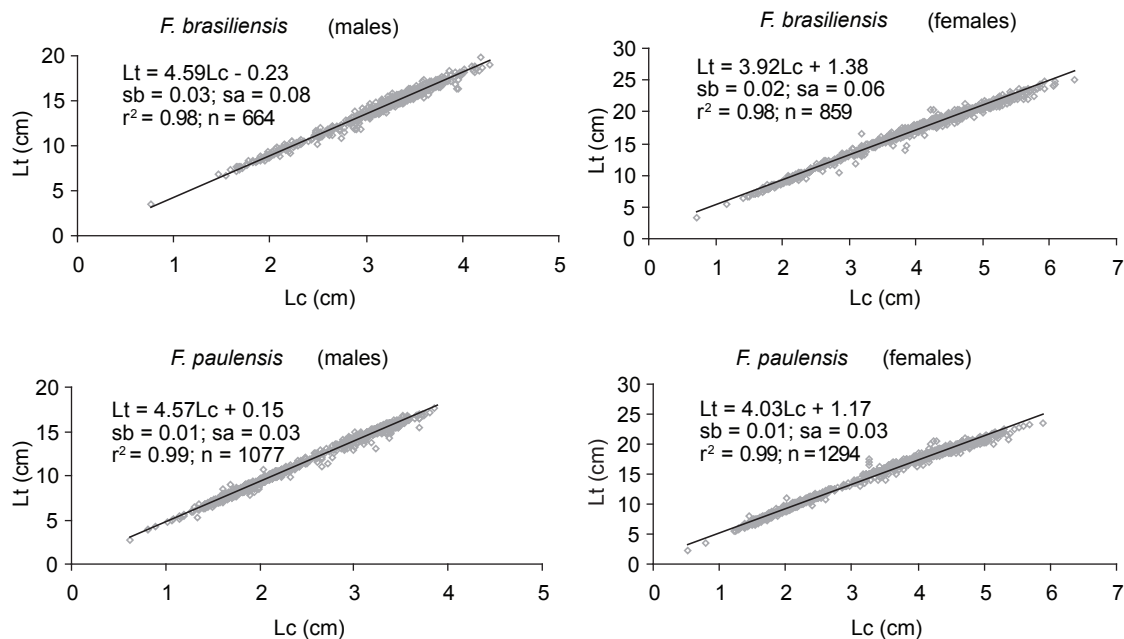 F. brasiliensis (males)
Lt = 4.59Lc - 0.23
sb = 0.03; sa = 0.08
r² = 0.98; n = 664
Lt (cm)
20
15
10
5
0
0 1 2 3 4 5
Lc (cm)
F. brasiliensis (females)
Lt = 3.92Lc + 1.38
sb = 0.02; sa = 0.06
r² = 0.98; n = 859
Lt (cm)
30
25
20
15
10
5
0
0 1 2 3 4 5 6 7
Lc (cm)
F. paulensis (males)
Lt = 4.57Lc + 0.15
sb = 0.01; sa = 0.03
r² = 0.99; n = 1077
Lt (cm)
20
15
10
5
0
0 1 2 3 4 5
Lc (cm)
F. paulensis (females)
Lt = 4.03Lc + 1.17
sb = 0.01; sa = 0.03
r² = 0.99; n =1294
Lt (cm)
30
25
20
15
10
5
0
0 1 2 3 4 5 6 7
Lc (cm)